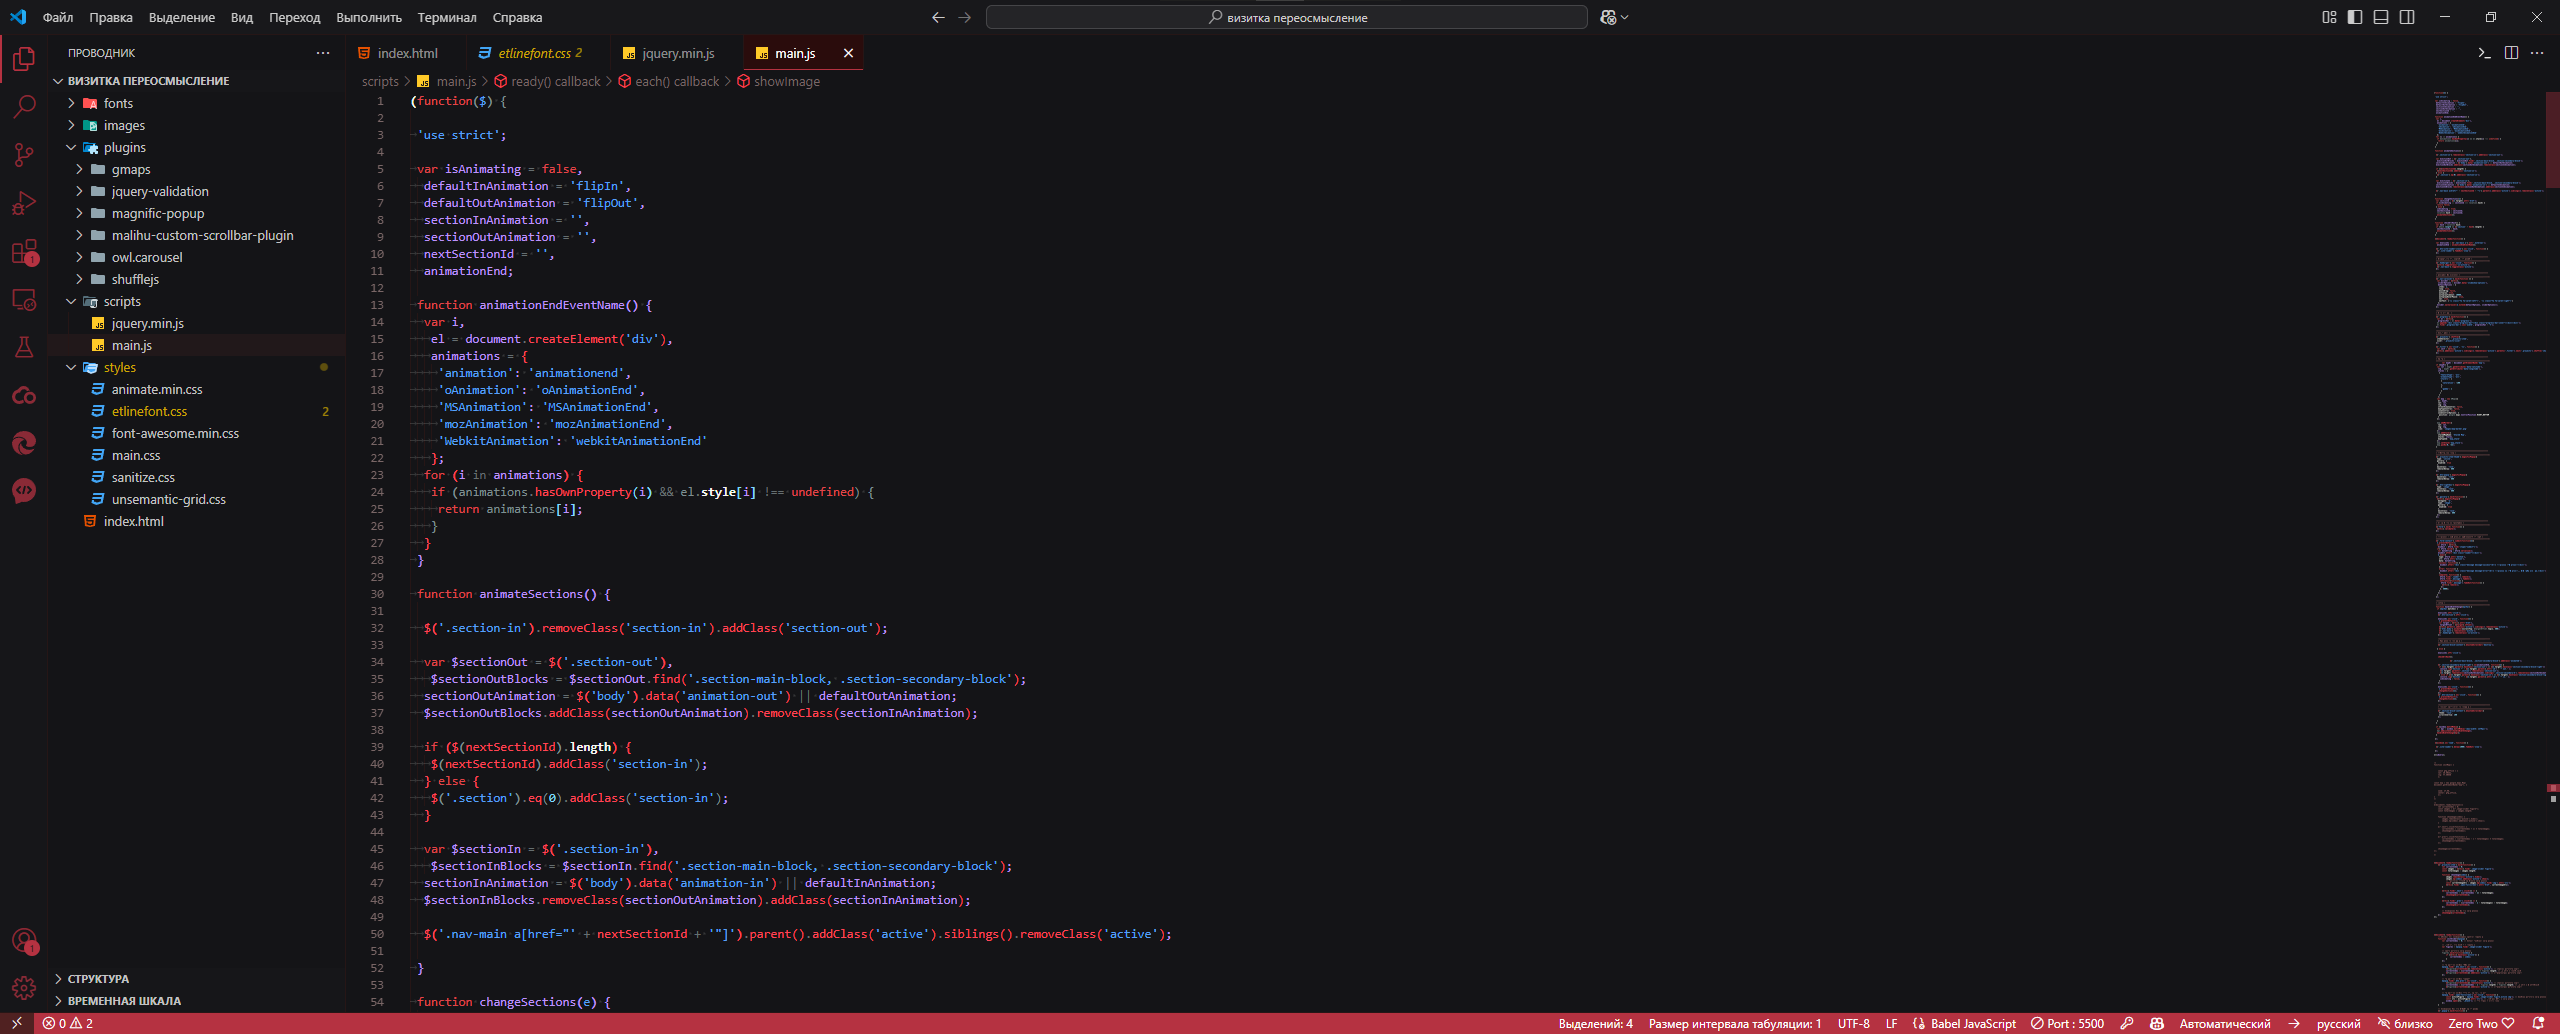 Файл Правка Выделение Вид Переход Выполнить Терминал Справка
визитка переосмысление
ПРОВОДНИК
index.html
etlinefont.css 2
jquery.min.js
main.js
ВИЗИТКА ПЕРЕОСМЫСЛЕНИЕ
fonts
images
plugins
gmaps
jquery-validation
magnific-popup
malihu-custom-scrollbar-plugin
owl.carousel
shufflejs
scripts
jquery.min.js
main.js
styles
animate.min.css
etlinefont.css 2
font-awesome.min.css
main.css
sanitize.css
unsemantic-grid.css
index.html
СТРУКТУРА
ВРЕМЕННАЯ ШКАЛА
1
1
scripts > main.js > ready() callback > each() callback > showImage
1 (function($) {
2
3 'use strict';
4
5 var isAnimating = false,
6 defaultInAnimation = 'flipIn',
7 defaultOutAnimation = 'flipOut',
8 sectionInAnimation = '',
9 sectionOutAnimation = '',
10 nextSectionId = '',
11 animationEnd;
12
13 function animationEndEventName() {
14 var i,
15 el = document.createElement('div'),
16 animations = {
17 'animation': 'animationend',
18 'oAnimation': 'oAnimationEnd',
19 'MSAnimation': 'MSAnimationEnd',
20 'mozAnimation': 'mozAnimationEnd',
21 'WebkitAnimation': 'webkitAnimationEnd'
22 };
23 for (i in animations) {
24 if (animations.hasOwnProperty(i) && el.style[i] !== undefined) {
25 return animations[i];
26 }
27 }
28 }
29
30 function animateSections() {
31
32 $('.section-in').removeClass('section-in').addClass('section-out');
33
34 var $sectionOut = $('.section-out'),
35 $sectionOutBlocks = $sectionOut.find('.section-main-block, .section-secondary-block');
36 sectionOutAnimation = $('body').data('animation-out') || defaultOutAnimation;
37 $sectionOutBlocks.addClass(sectionOutAnimation).removeClass(sectionInAnimation);
38
39 if ($(nextSectionId).length) {
40 $(nextSectionId).addClass('section-in');
41 } else {
42 $('.section').eq(0).addClass('section-in');
43 }
44
45 var $sectionIn = $('.section-in'),
46 $sectionInBlocks = $sectionIn.find('.section-main-block, .section-secondary-block');
47 sectionInAnimation = $('body').data('animation-in') || defaultInAnimation;
48 $sectionInBlocks.removeClass(sectionOutAnimation).addClass(sectionInAnimation);
49
50 $('.nav-main a[href="' + nextSectionId + '"]').parent().addClass('active').siblings().removeClass('active');
51
52 }
53
54 function changeSections(e) {
0 2
Выделений: 4 Размер интервала табуляции: 1 UTF-8 LF Babel JavaScript Port : 5500 Автоматический → русский близко Zero Two